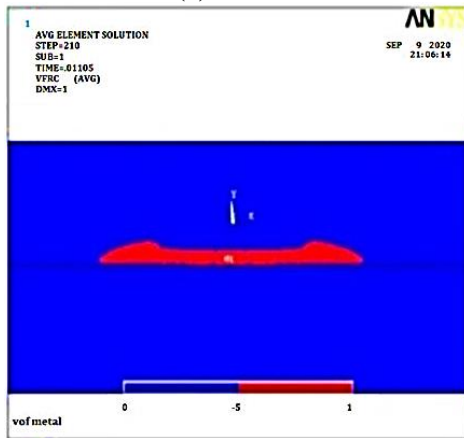 1
ANSYS
AVG ELEMENT SOLUTION
STEP=210
SUB=1
TIME=.01105
VFRC (AVG)
DMX=1
SEP 9 2020
21:06:14
Y
0 -5 1
vof metal